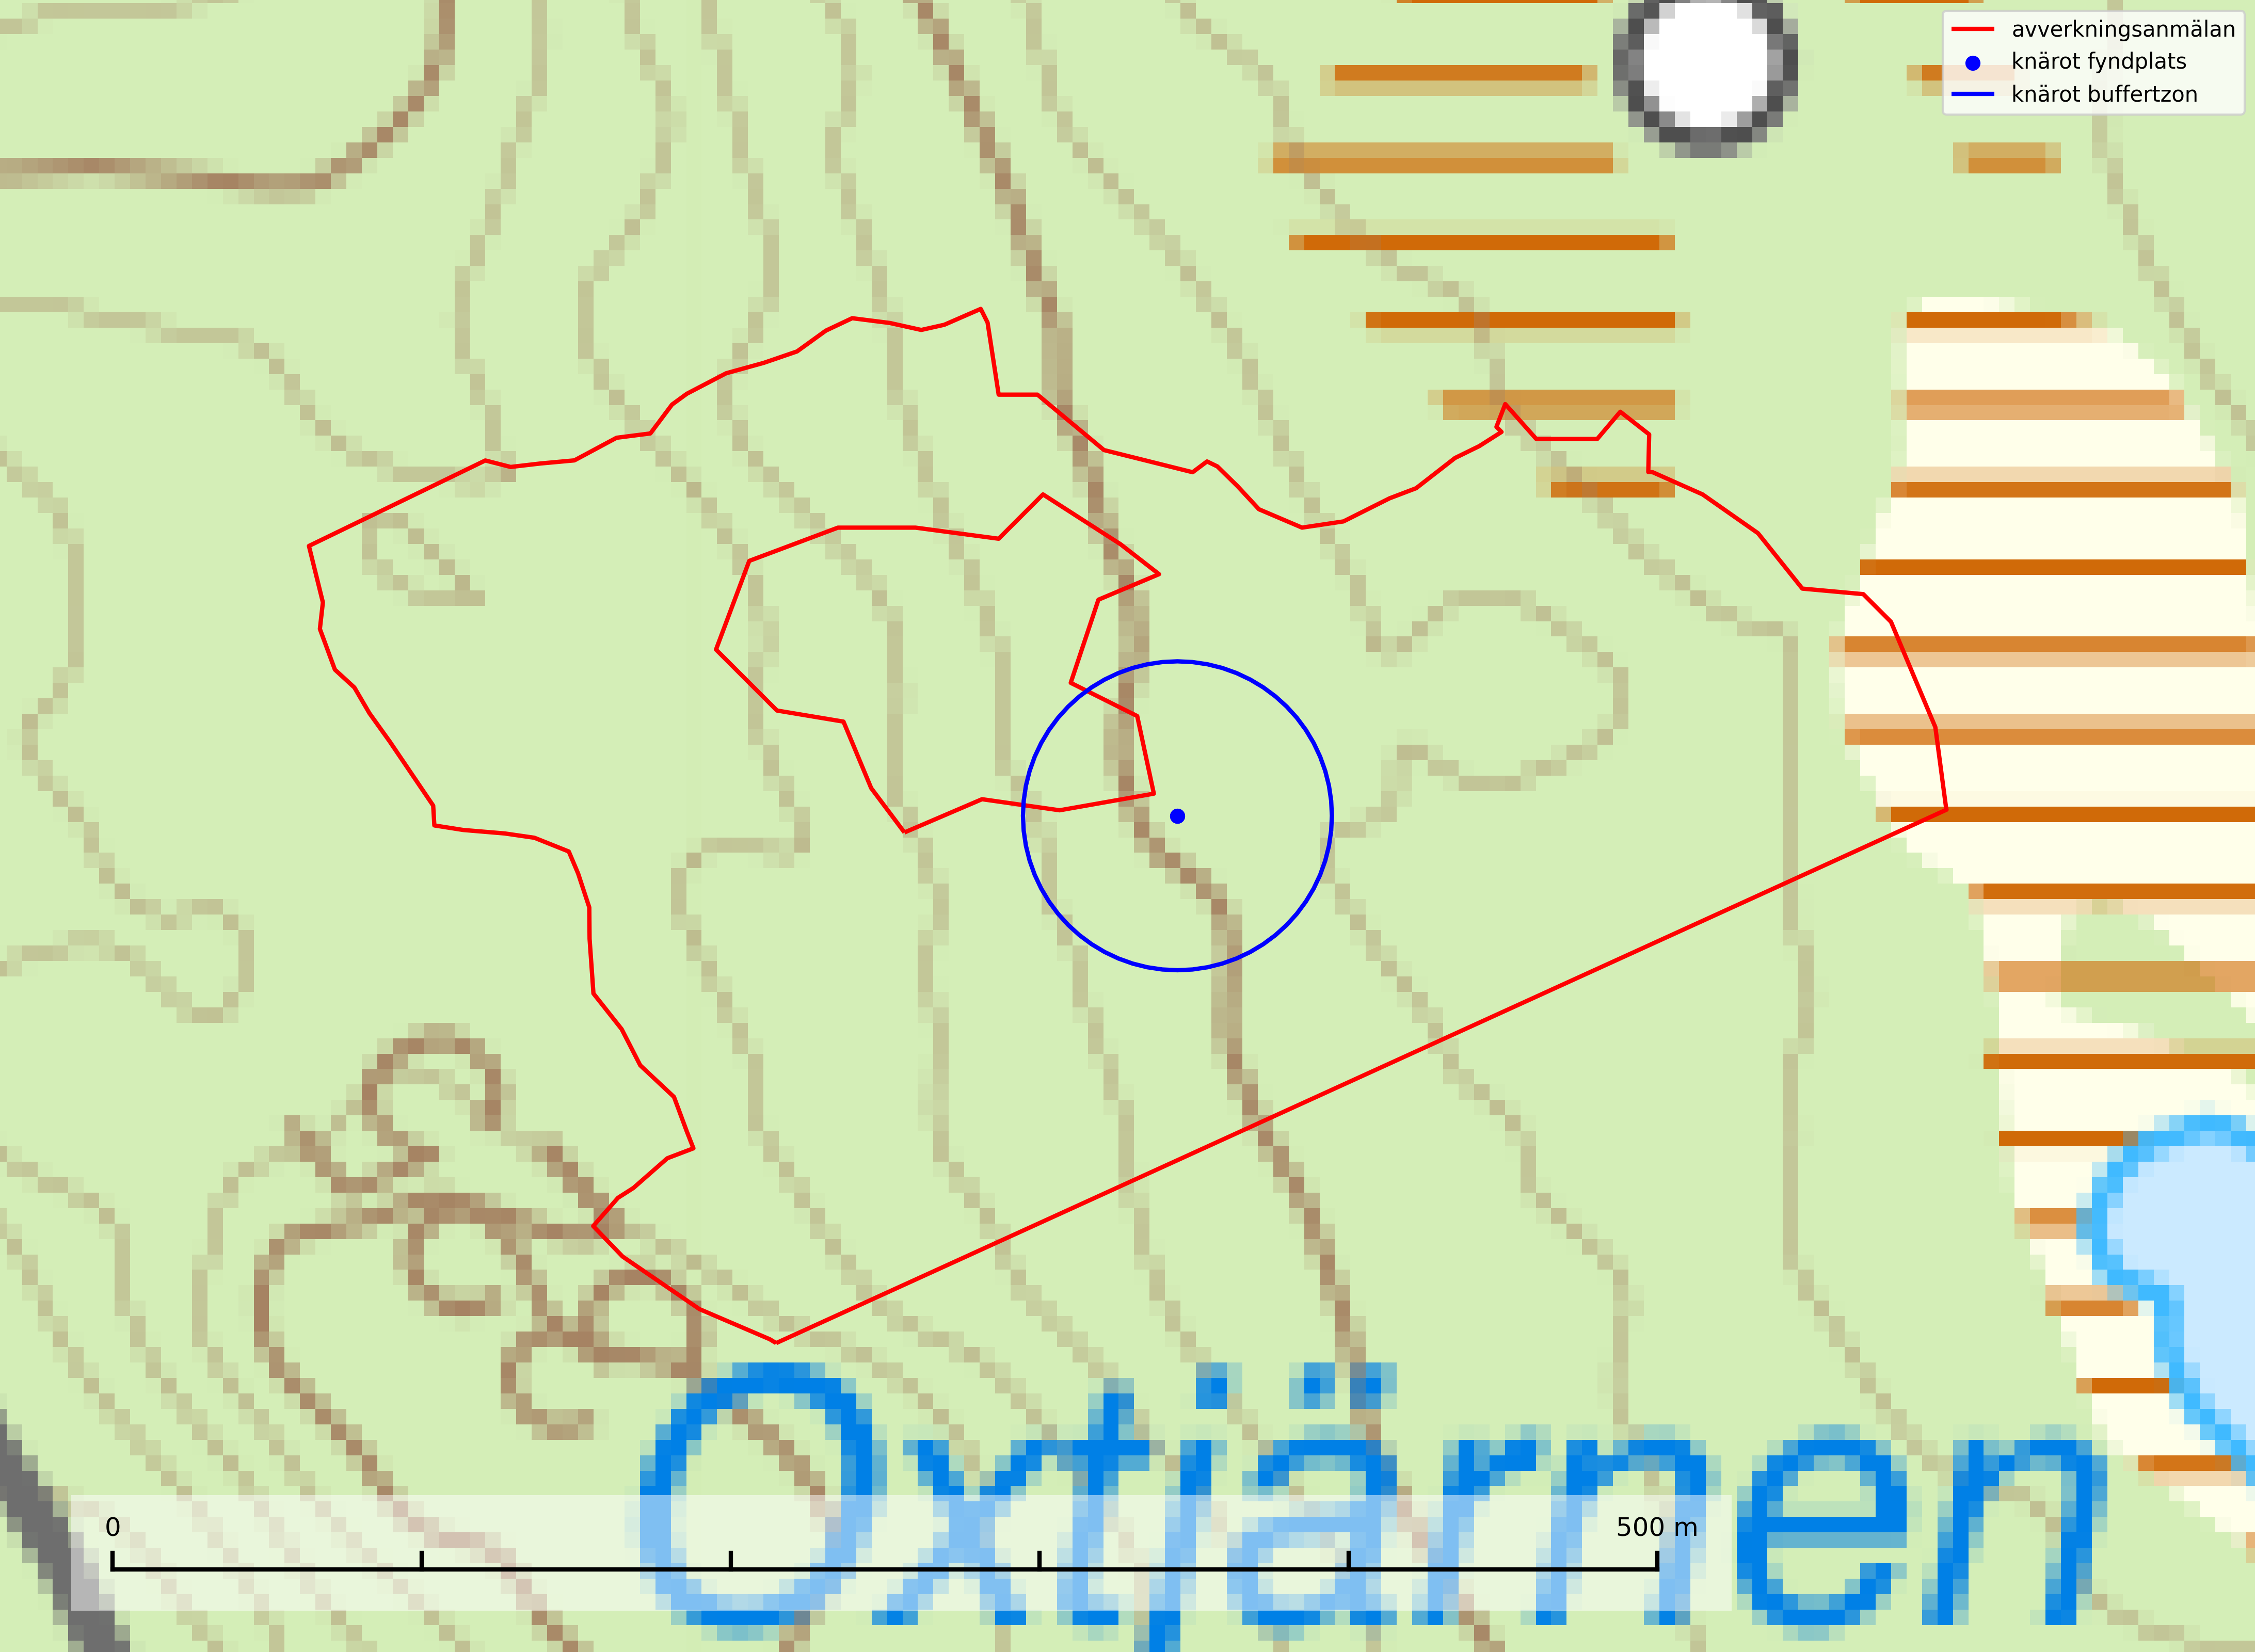 avverkningsanmälan
knärot fyndplats
knärot buffertzon
Oxtjärnen
0 500 m